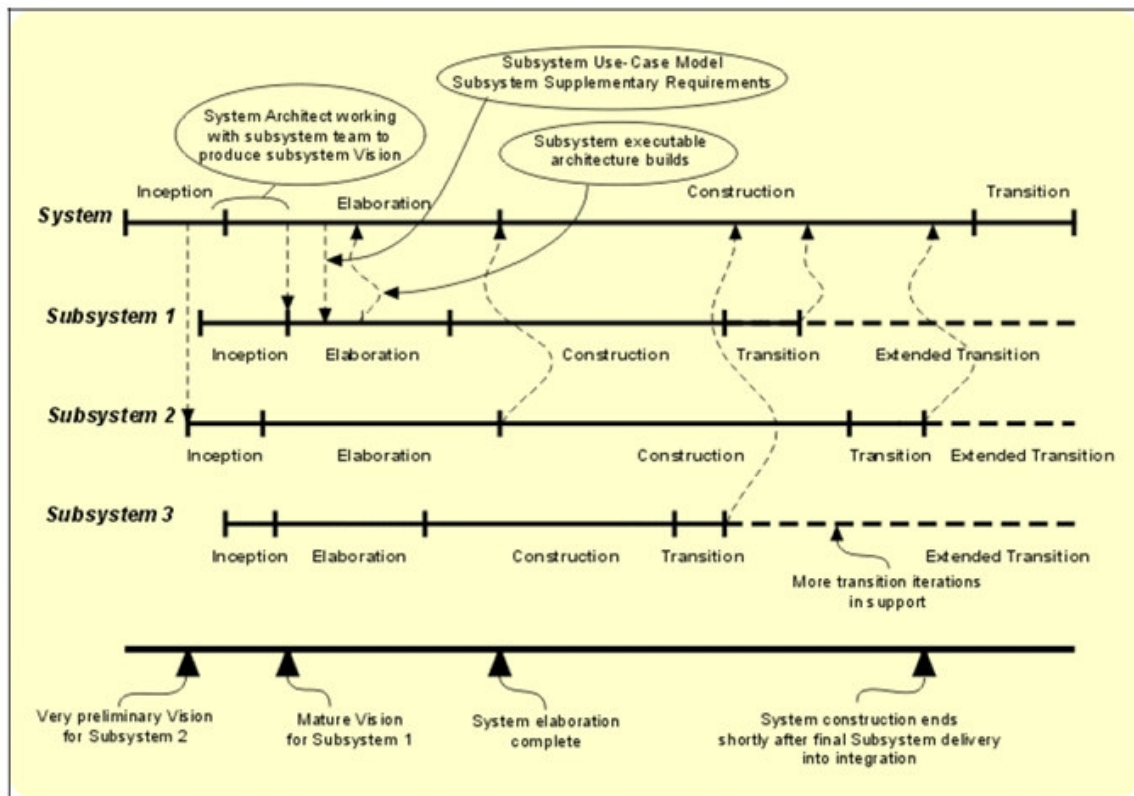 Subsystem Use-Case Model
Subsystem Supplementary Requirements
System Architect working
with subsystem team to
produce subsystem Vision
Subsystem executable
architecture builds
Inception
Elaboration
Construction
Transition
System
Subsystem 1
Inception
Elaboration
Construction
Transition
Extended Transition
Subsystem 2
Inception
Elaboration
Construction
Transition
Extended Transition
Subsystem 3
Inception
Elaboration
Construction
Transition
Extended Transition
More transition iterations
in support
Very preliminary Vision
for Subsystem 2
Mature Vision
for Subsystem 1
System elaboration
complete
System construction ends
shortly after final Subsystem delivery
into integration